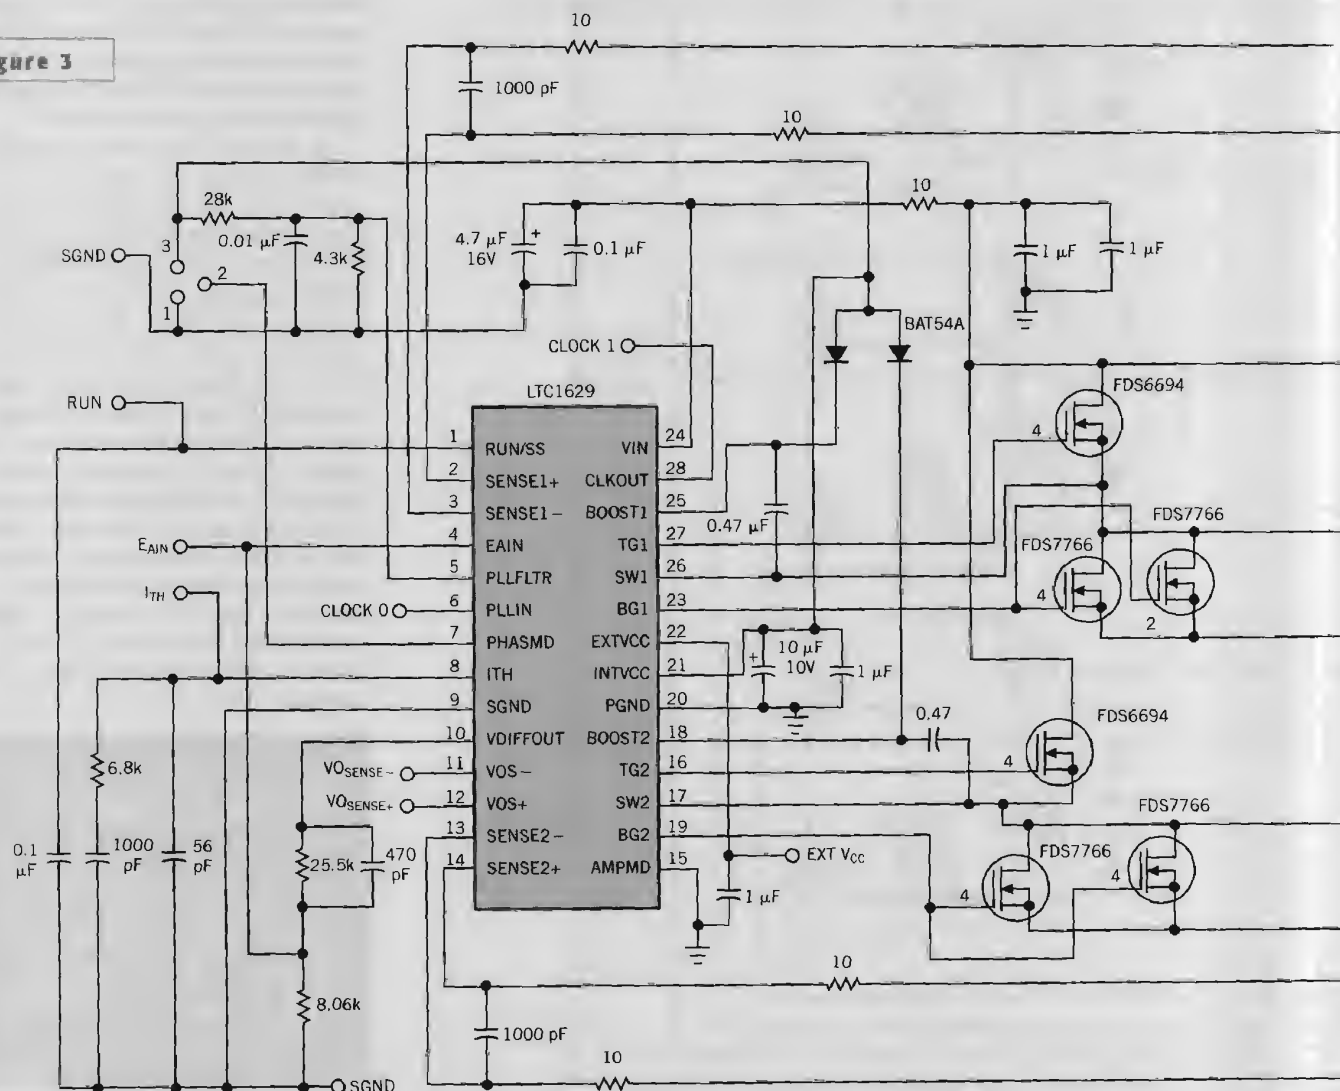 gure 3
10
1000 pF
10
10
28k
0.01 µF
4.3k
3
2
1
SGND
4.7 µF
16V
+
0.1 µF
1 µF
1 µF
BAT54A
CLOCK 1
RUN
LTC1629
FDS6694
4
1 RUN/SS VIN 24
2 SENSE1+ CLKOUT 28
3 SENSE1− BOOST1 25
4 EAIN TG1 27
5 PLLFLTR SW1 26
6 PLLIN BG1 23
7 PHASMD EXTVCC 22
8 ITH INTVCC 21
9 SGND PGND 20
10 VDIFFOUT BOOST2 18
11 VOS− TG2 16
12 VOS+ SW2 17
13 SENSE2− BG2 19
14 SENSE2+ AMPMD 15
0.47 µF
FDS7766
FDS7766
4
2
EAIN
ITH
CLOCK 0
10 µF
10V
+
1 µF
0.47
FDS6694
4
6.8k
VOSENSE−
VOSENSE+
FDS7766
FDS7766
4
4
0.1
µF
1000
pF
56
pF
25.5k
470
pF
EXT VCC
1 µF
8.06k
10
1000 pF
10
SGND